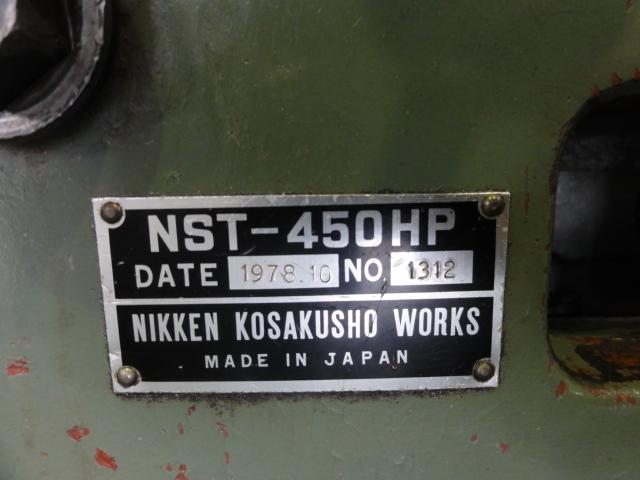 NST-450HP
DATE 1978.10 NO. 1312
NIKKEN KOSAKUSHO WORKS
MADE IN JAPAN